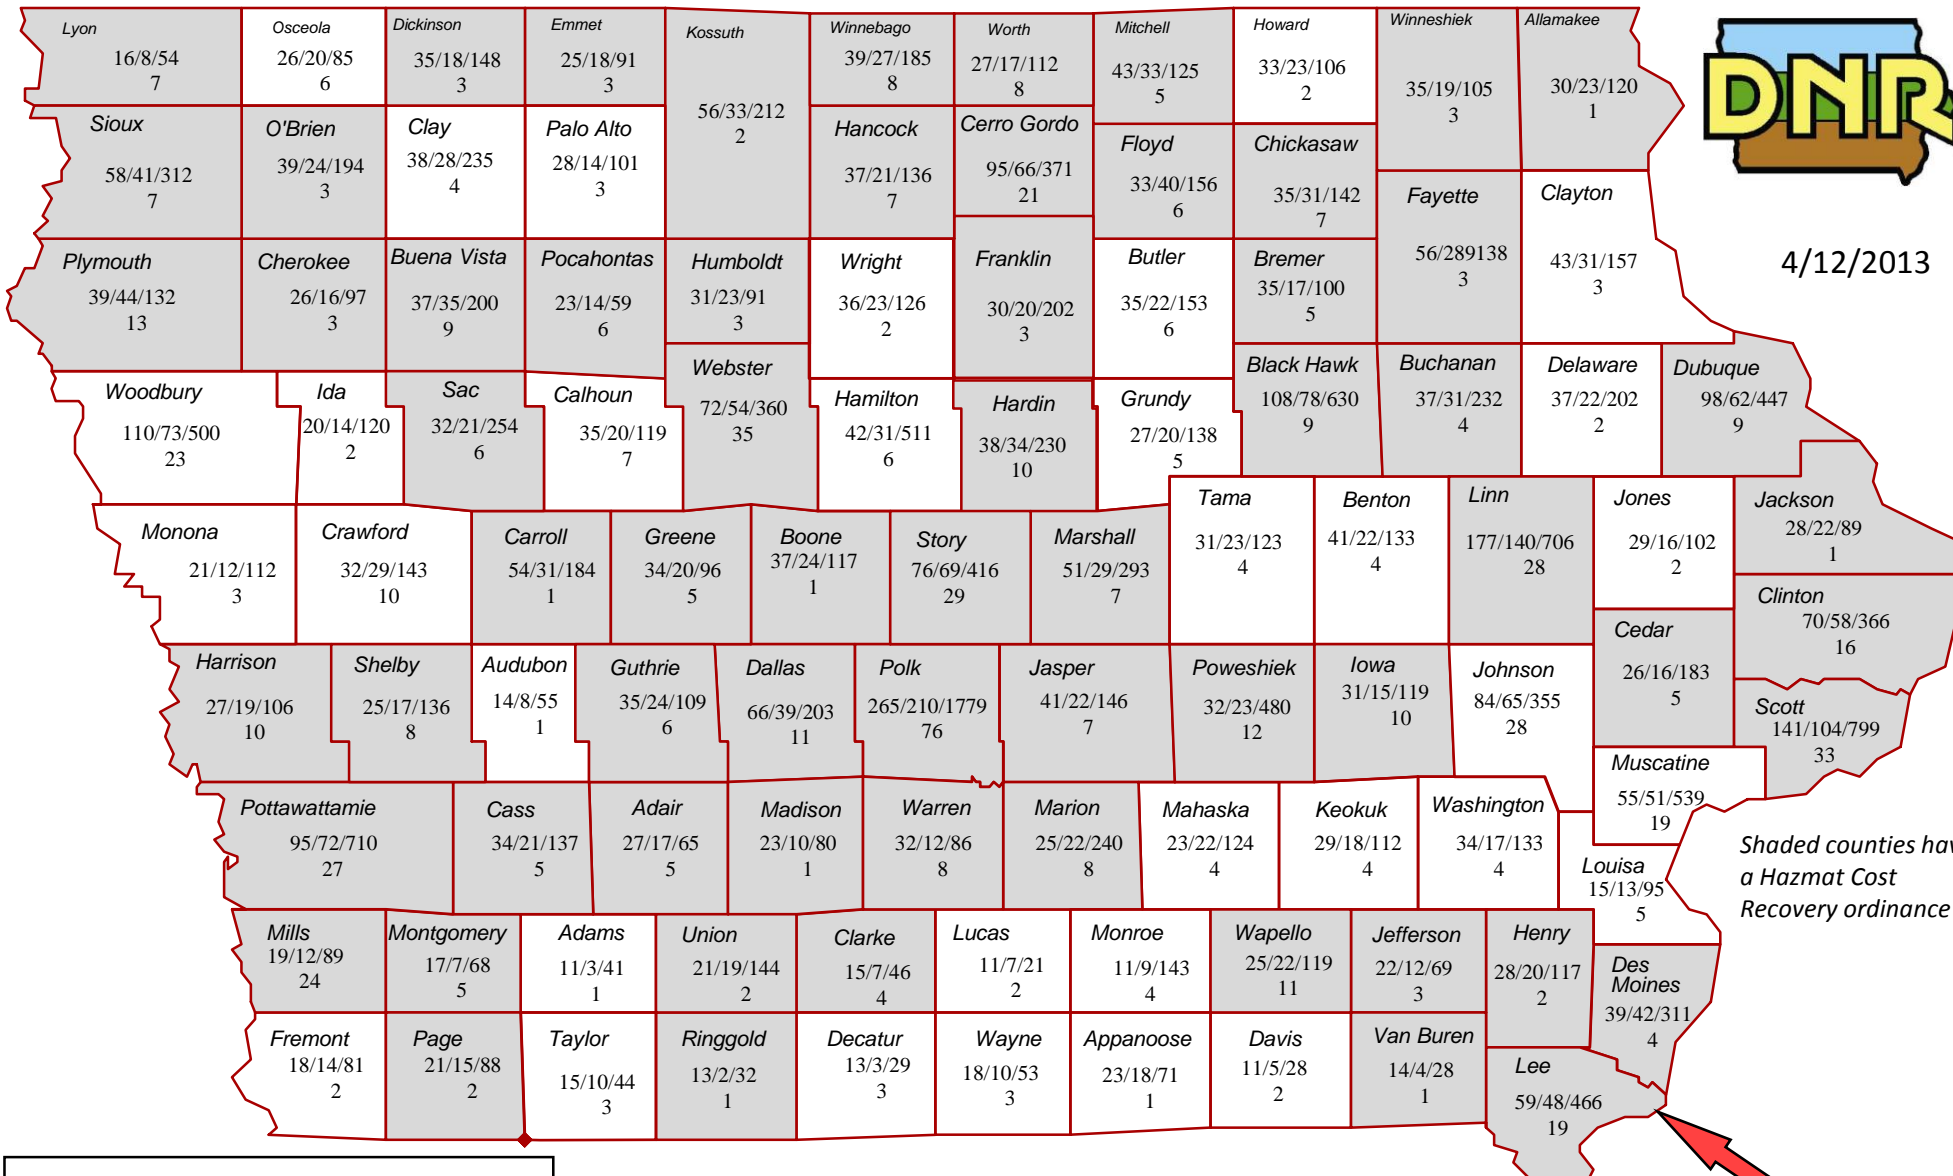 Lyon
16/8/54
7
Osceola
26/20/85
6
Dickinson
35/18/148
3
Emmet
25/18/91
3
Kossuth
56/33/212
2
Winnebago
39/27/185
8
Worth
27/17/112
8
Mitchell
43/33/125
5
Howard
33/23/106
2
Winneshiek
35/19/105
3
Allamakee
30/23/120
1
DNR
4/12/2013
Sioux
58/41/312
7
O'Brien
39/24/194
3
Clay
38/28/235
4
Palo Alto
28/14/101
3
Hancock
37/21/136
7
Cerro Gordo
95/66/371
21
Floyd
33/40/156
6
Chickasaw
35/31/142
7
Fayette
56/289138
3
Clayton
43/31/157
3
Plymouth
39/44/132
13
Cherokee
26/16/97
3
Buena Vista
37/35/200
9
Pocahontas
23/14/59
6
Humboldt
31/23/91
3
Wright
36/23/126
2
Franklin
30/20/202
3
Butler
35/22/153
6
Bremer
35/17/100
5
Woodbury
110/73/500
23
Ida
20/14/120
2
Sac
32/21/254
6
Calhoun
35/20/119
7
Webster
72/54/360
35
Hamilton
42/31/511
6
Hardin
38/34/230
10
Grundy
27/20/138
5
Black Hawk
108/78/630
9
Buchanan
37/31/232
4
Delaware
37/22/202
2
Dubuque
98/62/447
9
Monona
21/12/112
3
Crawford
32/29/143
10
Carroll
54/31/184
1
Greene
34/20/96
5
Boone
37/24/117
1
Story
76/69/416
29
Marshall
51/29/293
7
Tama
31/23/123
4
Benton
41/22/133
4
Linn
177/140/706
28
Jones
29/16/102
2
Jackson
28/22/89
1
Clinton
70/58/366
16
Harrison
27/19/106
10
Shelby
25/17/136
8
Audubon
14/8/55
1
Guthrie
35/24/109
6
Dallas
66/39/203
11
Polk
265/210/1779
76
Jasper
41/22/146
7
Poweshiek
32/23/480
12
Iowa
31/15/119
10
Johnson
84/65/355
28
Cedar
26/16/183
5
Scott
141/104/799
33
Muscatine
55/51/539
19
Pottawattamie
95/72/710
27
Cass
34/21/137
5
Adair
27/17/65
5
Madison
23/10/80
1
Warren
32/12/86
8
Marion
25/22/240
8
Mahaska
23/22/124
4
Keokuk
29/18/112
4
Washington
34/17/133
4
Louisa
15/13/95
5
Shaded counties hav
a Hazmat Cost
Recovery ordinance
Mills
19/12/89
24
Montgomery
17/7/68
5
Adams
11/3/41
1
Union
21/19/144
2
Clarke
15/7/46
4
Lucas
11/7/21
2
Monroe
11/9/143
4
Wapello
25/22/119
11
Jefferson
22/12/69
3
Henry
28/20/117
2
Des
Moines
39/42/311
4
Fremont
18/14/81
2
Page
21/15/88
2
Taylor
15/10/44
3
Ringgold
13/2/32
1
Decatur
13/3/29
3
Wayne
18/10/53
3
Appanoose
23/18/71
1
Davis
11/5/28
2
Van Buren
14/4/28
1
Lee
59/48/466
19